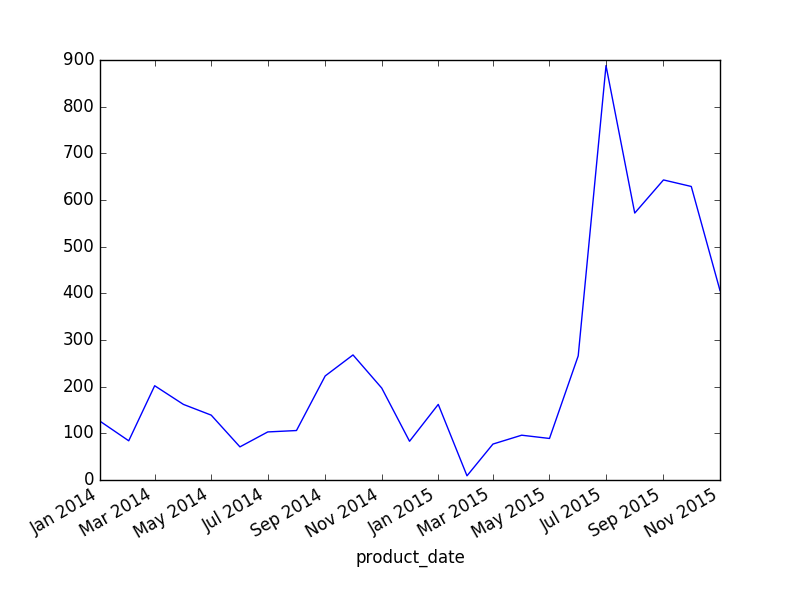 900
800
700
600
500
400
300
200
100
0
Jan 2014
Mar 2014
May 2014
Jul 2014
Sep 2014
Nov 2014
Jan 2015
Mar 2015
May 2015
Jul 2015
Sep 2015
Nov 2015
product_date